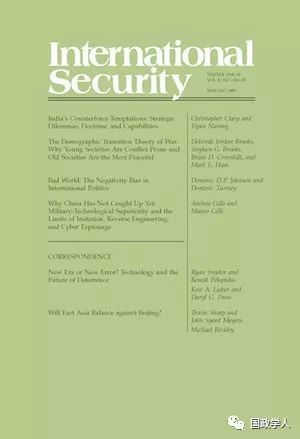 International
Security
WINTER 2018/19
VOL. 43 NO. 3
India's Counterforce Temptations: Strategic
Dilemmas, Doctrine, and Capabilities
Christopher Clary and
Vipin Narang
The Demographic Transition Theory of War:
Why Young Societies Are Conflict Prone and
Old Societies Are the Most Peaceful
Deborah Jordan Brooks,
Stephen G. Brooks,
Brian D. Greenhill, and
Mark L. Haas
Bad World: The Negativity Bias in
International Politics
Dominic D.P. Johnson and
Dominic Tierney
Why China Has Not Caught Up Yet:
Military-Technological Superiority and the
Limits of Imitation, Reverse Engineering,
and Cyber Espionage
Andrea Gilli and
Mauro Gilli
CORRESPONDENCE
New Era or New Error? Technology and the
Future of Deterrence
Ryan Snyder and
Benoît Pelopidas
Keir A. Lieber and
Daryl G. Press
Will East Asia Balance against Beijing?
Travis Sharp and
John Speed Meyers
Michael Beckley
国政学人